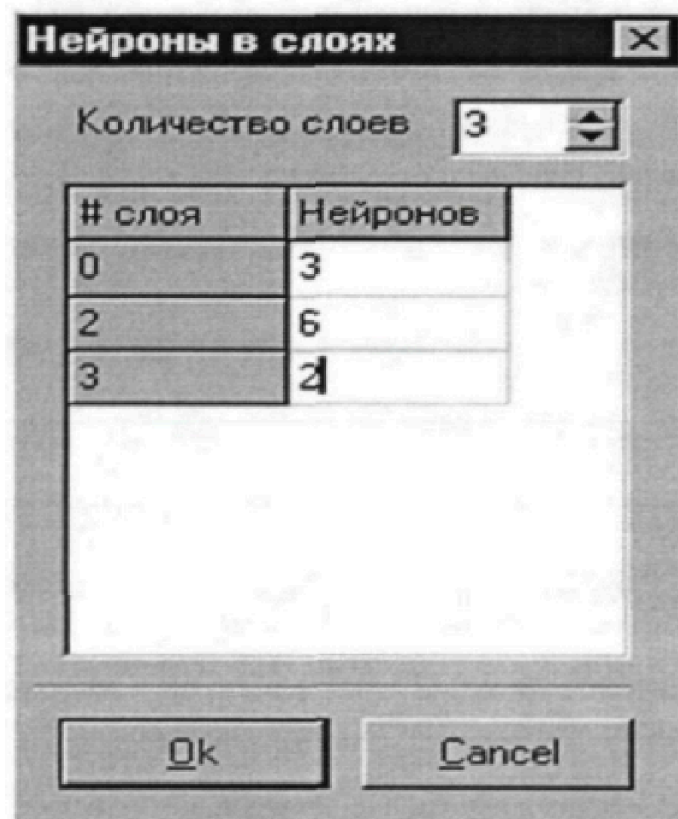 Нейроны в слоях
Количество слоев 3
# слоя Нейронов
0 3
2 6
3 2
Ok Cancel